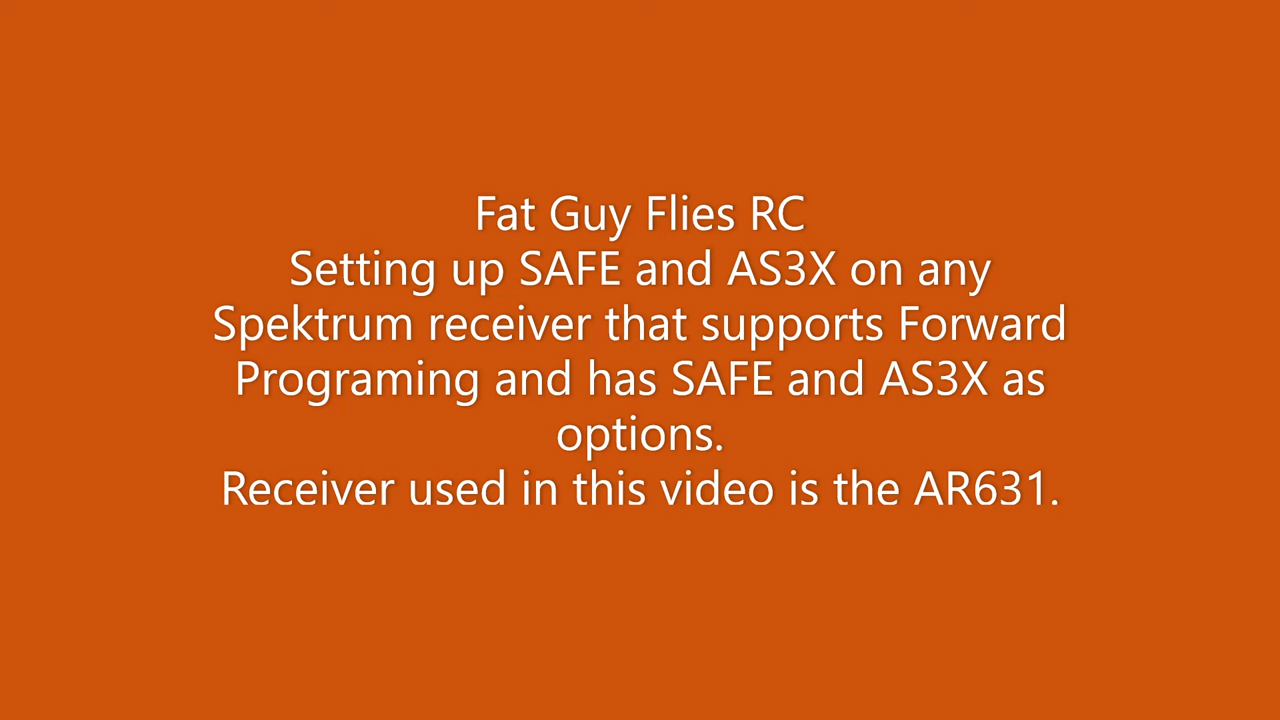 Fat Guy Flies RC
Setting up SAFE and AS3X on any
Spektrum receiver that supports Forward
Programing and has SAFE and AS3X as
options.
Receiver used in this video is the AR631.